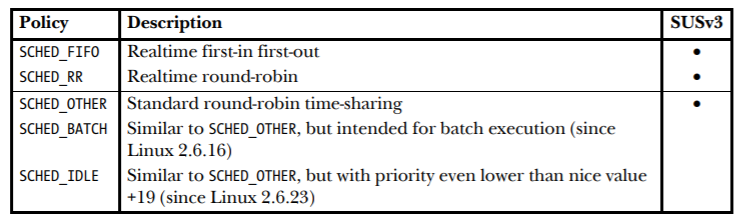 Policy Description SUSv3
SCHED_FIFO Realtime first-in first-out •
SCHED_RR Realtime round-robin •
SCHED_OTHER Standard round-robin time-sharing •
SCHED_BATCH Similar to SCHED_OTHER, but intended for batch execution (since
Linux 2.6.16)
SCHED_IDLE Similar to SCHED_OTHER, but with priority even lower than nice value
+19 (since Linux 2.6.23)